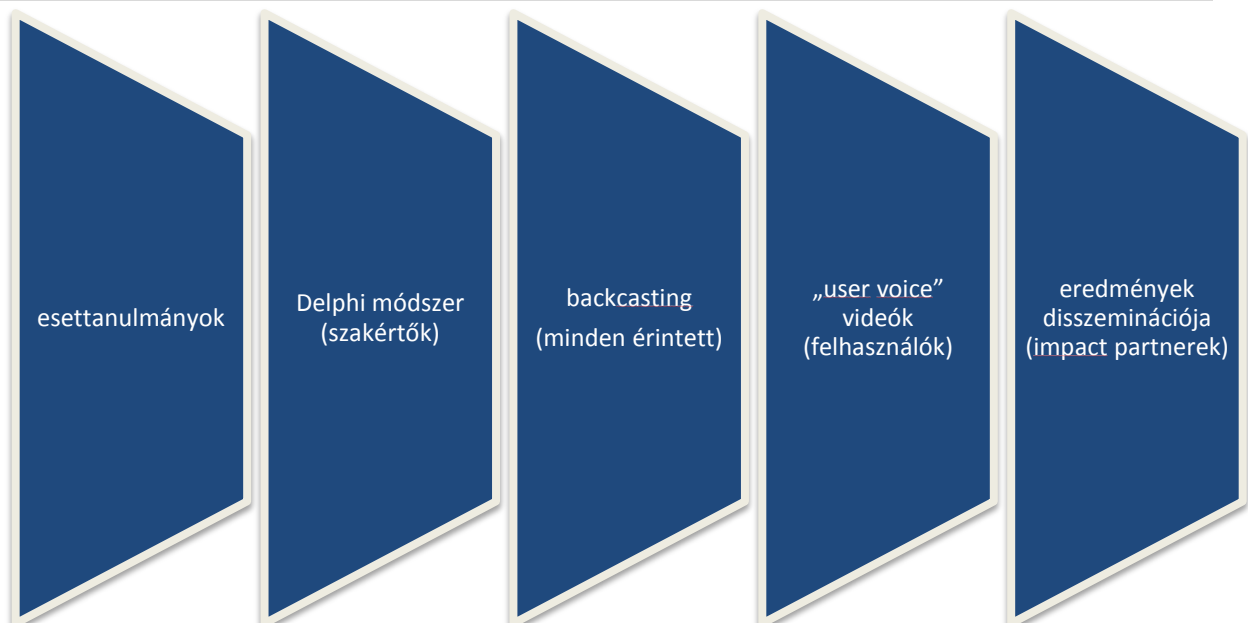 esettanulmányok
Delphi módszer
(szakértők)
backcasting
(minden érintett)
„user voice”
videók
(felhasználók)
eredmények
disszeminációja
(impact partnerek)